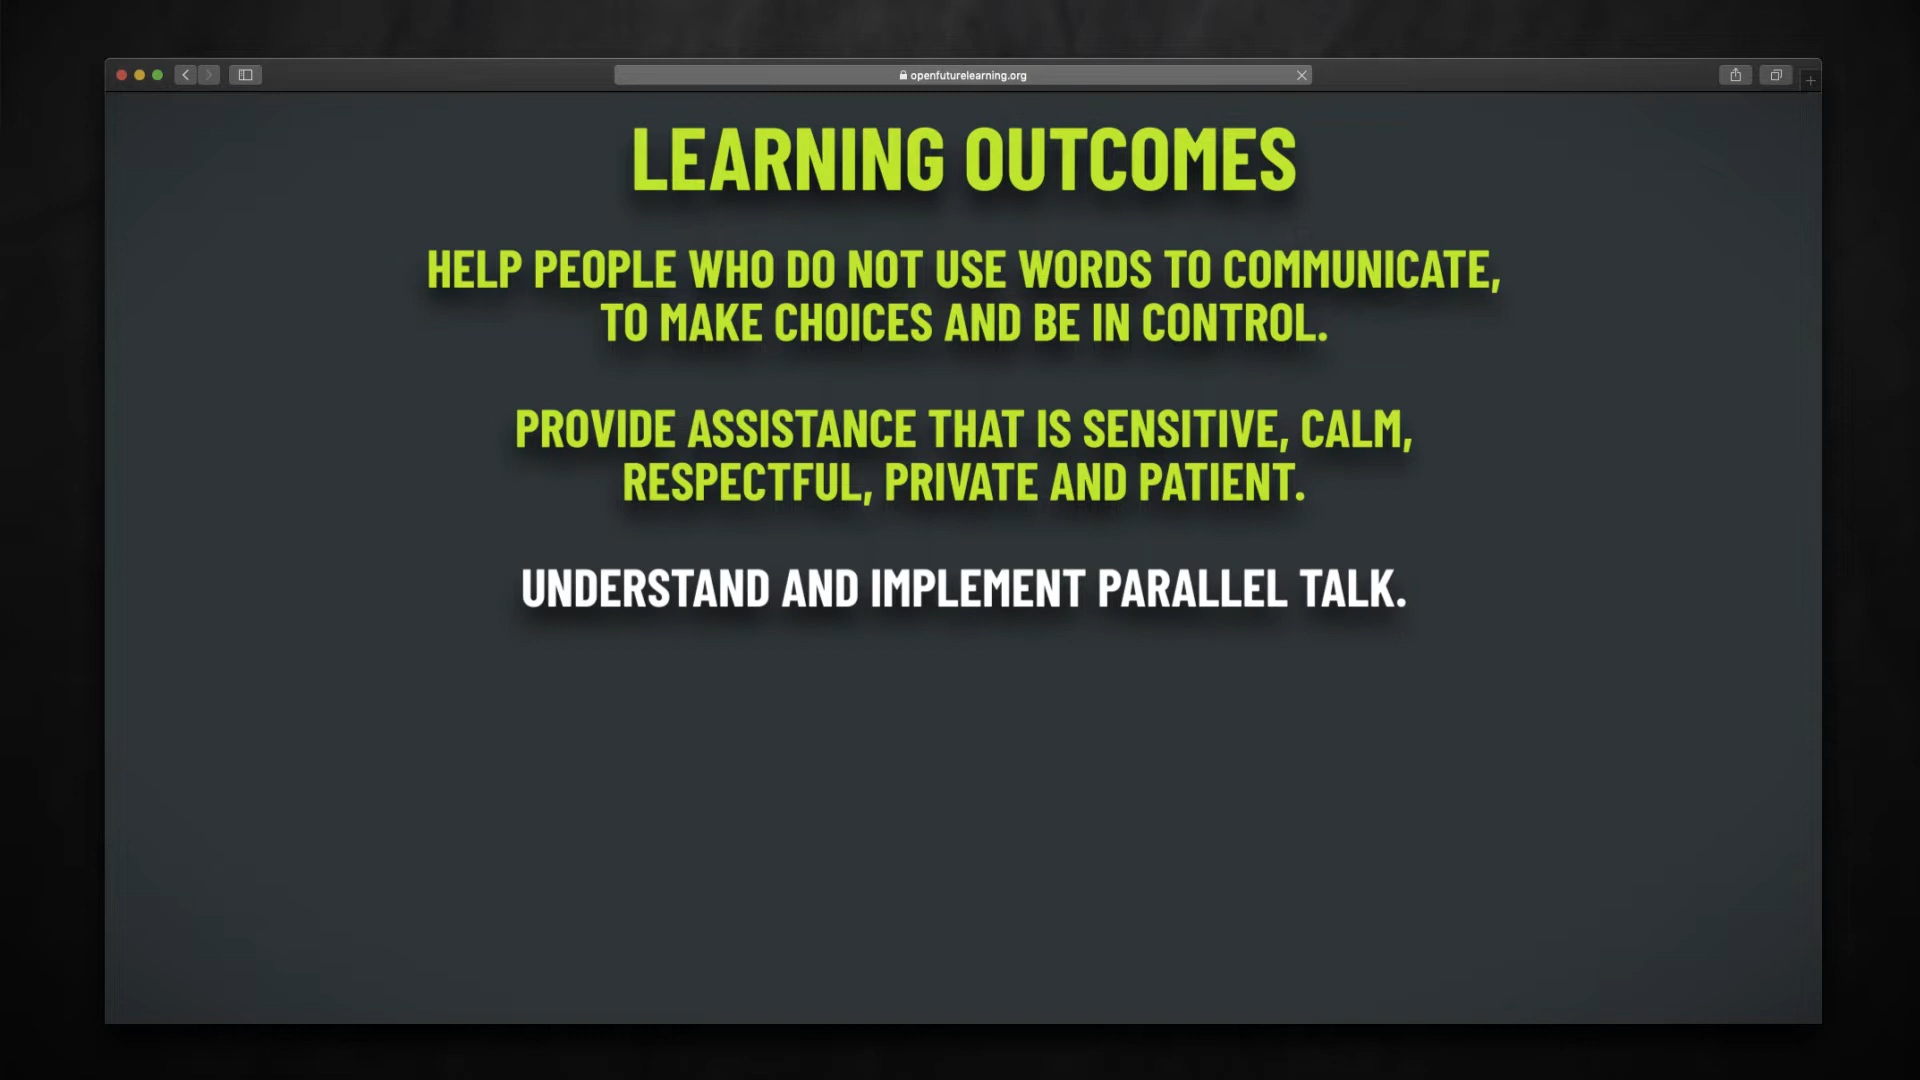 openfuturelearning.org
LEARNING OUTCOMES
HELP PEOPLE WHO DO NOT USE WORDS TO COMMUNICATE,
TO MAKE CHOICES AND BE IN CONTROL.
PROVIDE ASSISTANCE THAT IS SENSITIVE, CALM,
RESPECTFUL, PRIVATE AND PATIENT.
UNDERSTAND AND IMPLEMENT PARALLEL TALK.